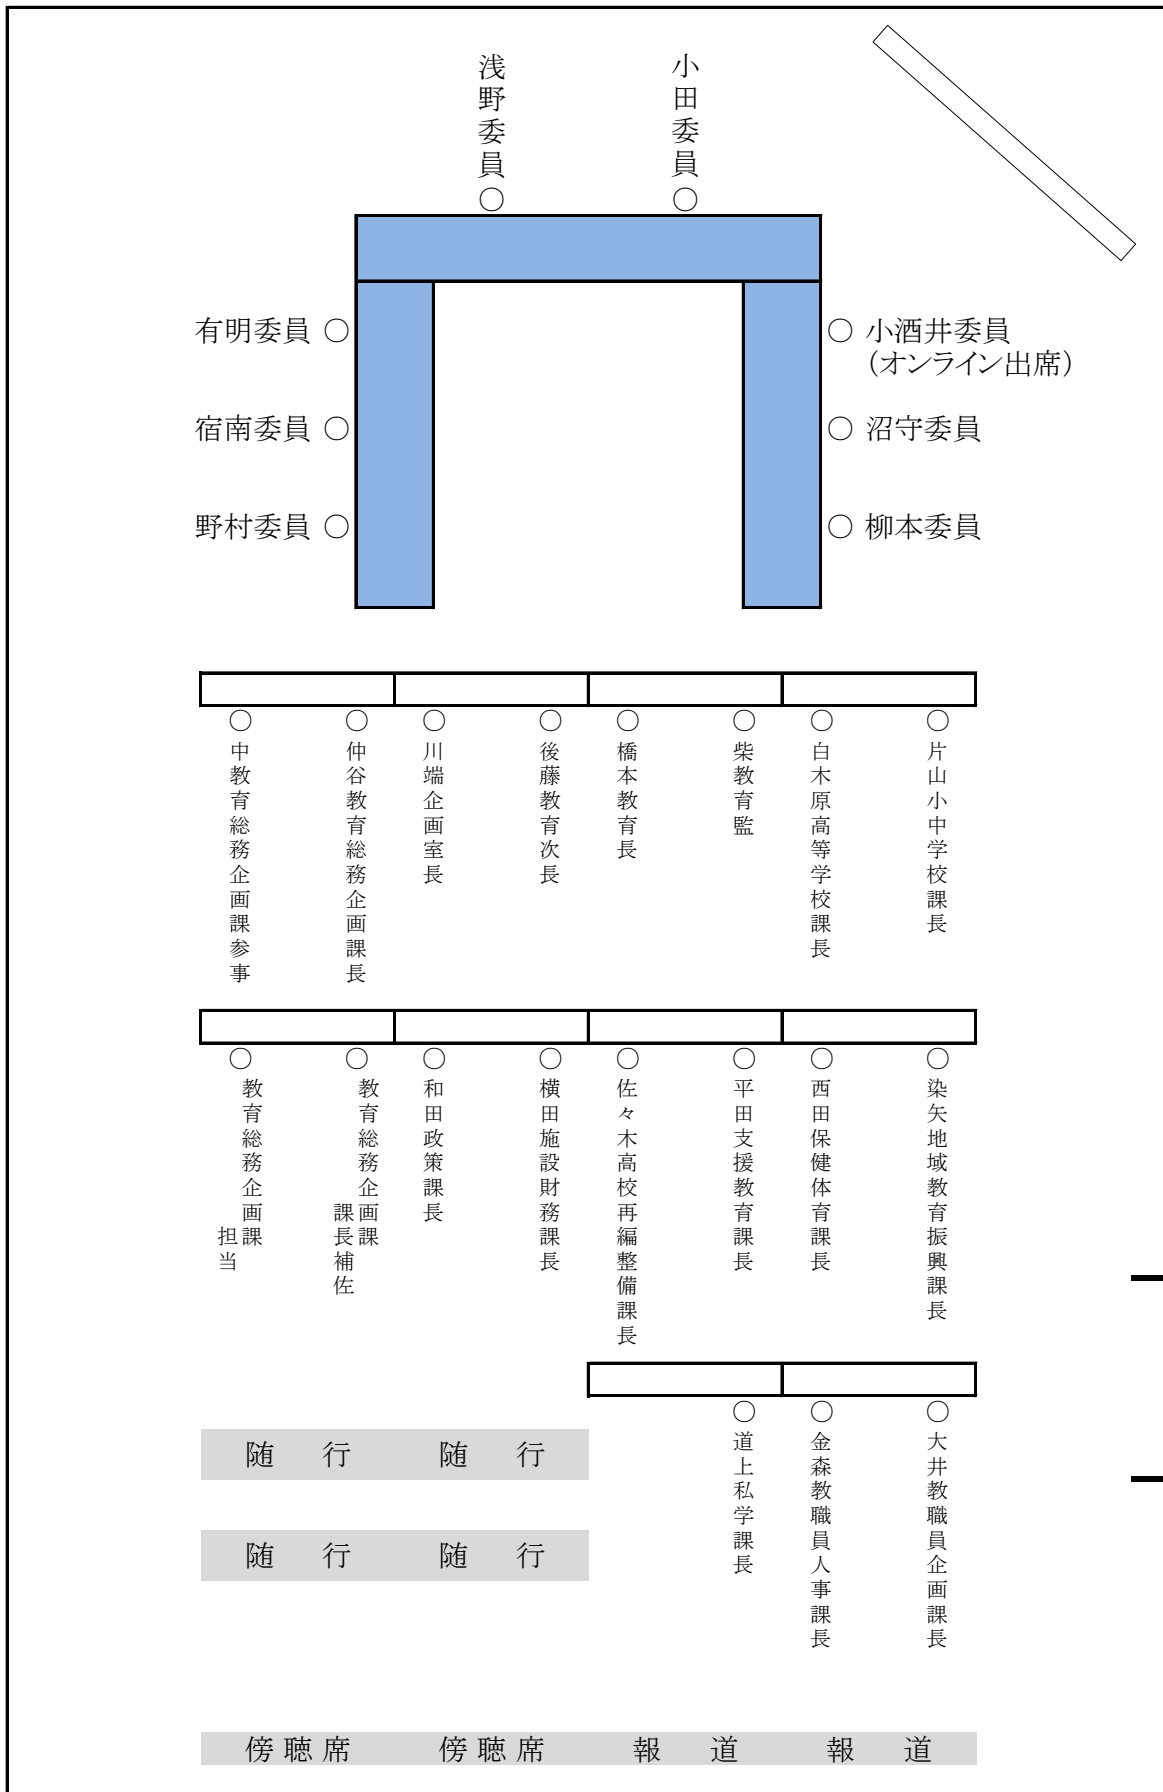 浅野委員○
小田委員○
有明委員 ○
○ 小酒井委員
（オンライン出席）
宿南委員 ○
○ 沼守委員
野村委員 ○
○ 柳本委員
○中教育総務企画課参事
○仲谷教育総務企画課長
○川端企画室長
○後藤教育次長
○橋本教育長
○柴教育監
○白木原高等学校課長
○片山小中学校課長
○教育総務企画課
担当
○教育総務企画課
課長補佐
○和田政策課長
○横田施設財務課長
○佐々木高校再編整備課長
○平田支援教育課長
○西田保健体育課長
○染矢地域教育振興課長
○道上私学課長
○金森教職員人事課長
○大井教職員企画課長
随　行　随　行
随　行　随　行
傍聴席　傍聴席　報　道　報　道